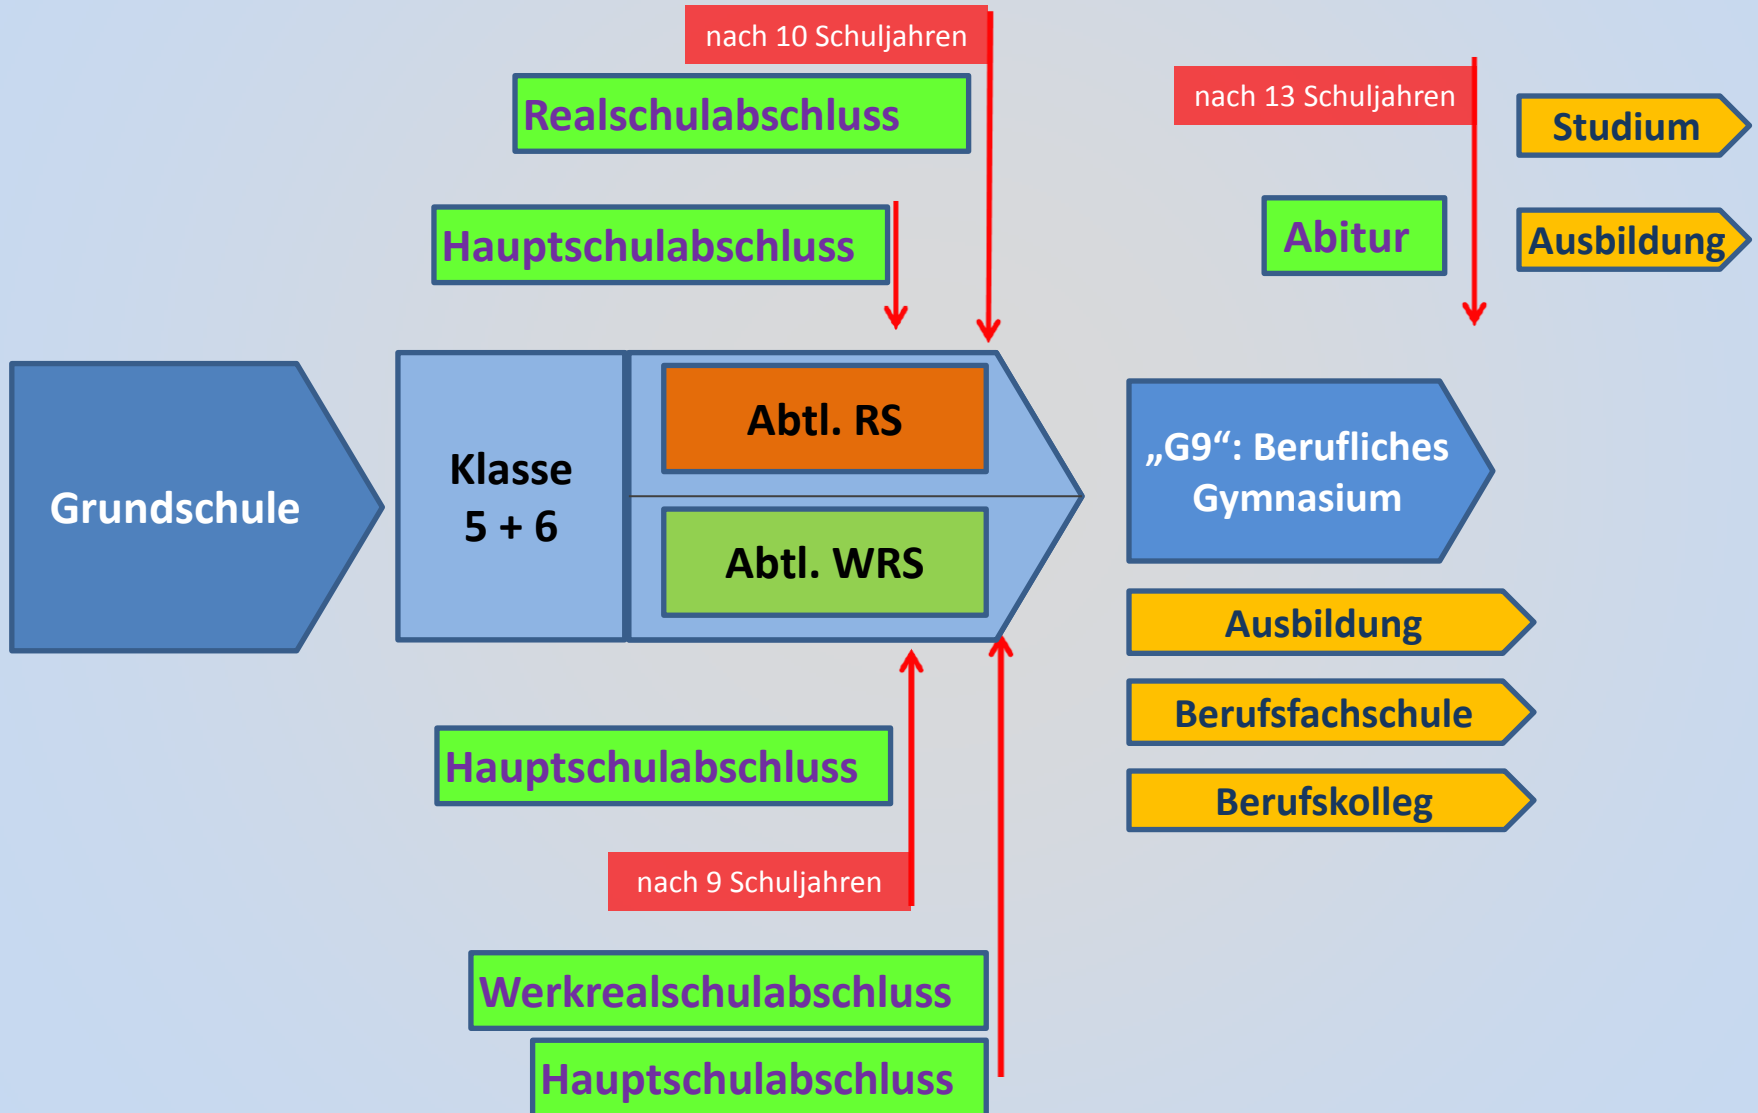 nach 10 Schuljahren
Realschulabschluss
nach 13 Schuljahren
Studium
Hauptschulabschluss
Abitur
Ausbildung
Grundschule
Klasse
5 + 6
Abtl. RS
Abtl. WRS
„G9“: Berufliches
Gymnasium
Ausbildung
Berufsfachschule
Berufskolleg
Hauptschulabschluss
nach 9 Schuljahren
Werkrealschulabschluss
Hauptschulabschluss